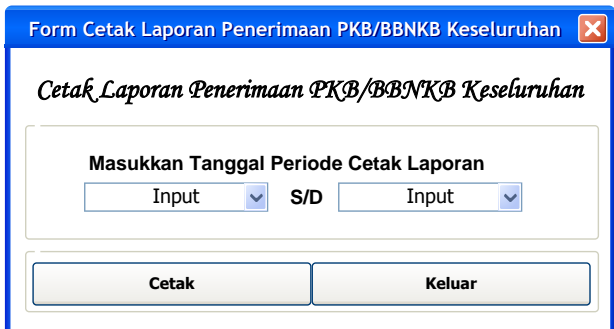 Form Cetak Laporan Penerimaan PKB/BBNKB Keseluruhan
Cetak Laporan Penerimaan PKB/BBNKB Keseluruhan
Masukkan Tanggal Periode Cetak Laporan
Input S/D Input
Cetak Keluar